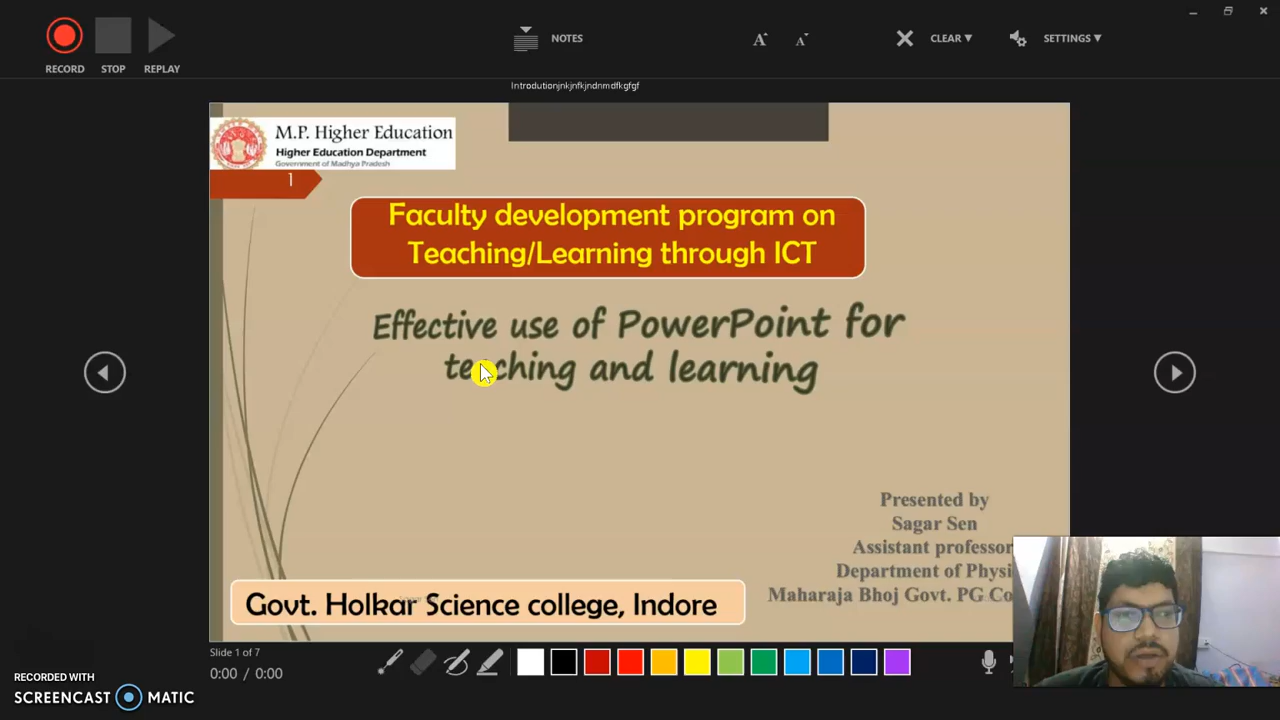 RECORD
STOP
REPLAY
NOTES
A
A
CLEAR
SETTINGS
Introdutionjnkjnfkjndnmdfkgfgf
M.P. Higher Education
Higher Education Department
Government of Madhya Pradesh
1
Faculty development program on
Teaching/Learning through ICT
Effective use of PowerPoint for
teaching and learning
Presented by
Sagar Sen
Assistant professor
Department of Physi
Maharaja Bhoj Govt. PG Co
Govt. Holkar Science college, Indore
Slide 1 of 7
0:00 / 0:00
RECORDED WITH
SCREENCAST MATIC